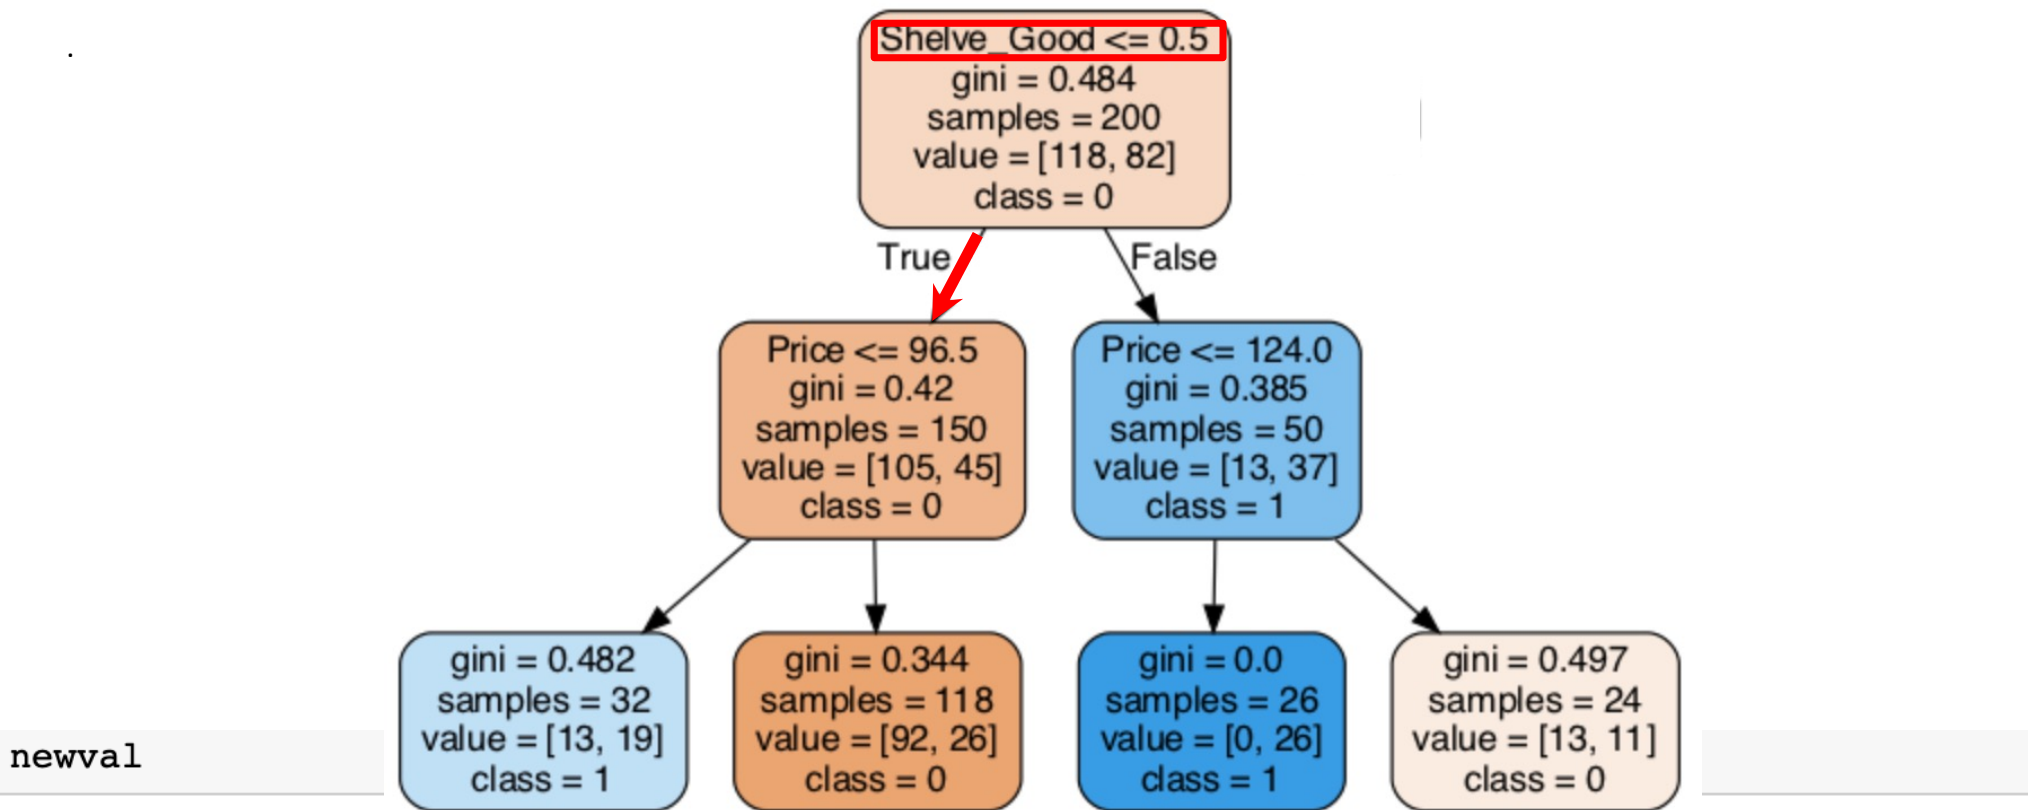 .
Shelve_Good <= 0.5
gini = 0.484
samples = 200
value = [118, 82]
class = 0
True
False
Price <= 96.5
gini = 0.42
samples = 150
value = [105, 45]
class = 0
Price <= 124.0
gini = 0.385
samples = 50
value = [13, 37]
class = 1
gini = 0.482
samples = 32
value = [13, 19]
class = 1
gini = 0.344
samples = 118
value = [92, 26]
class = 0
gini = 0.0
samples = 26
value = [0, 26]
class = 1
gini = 0.497
samples = 24
value = [13, 11]
class = 0
newval